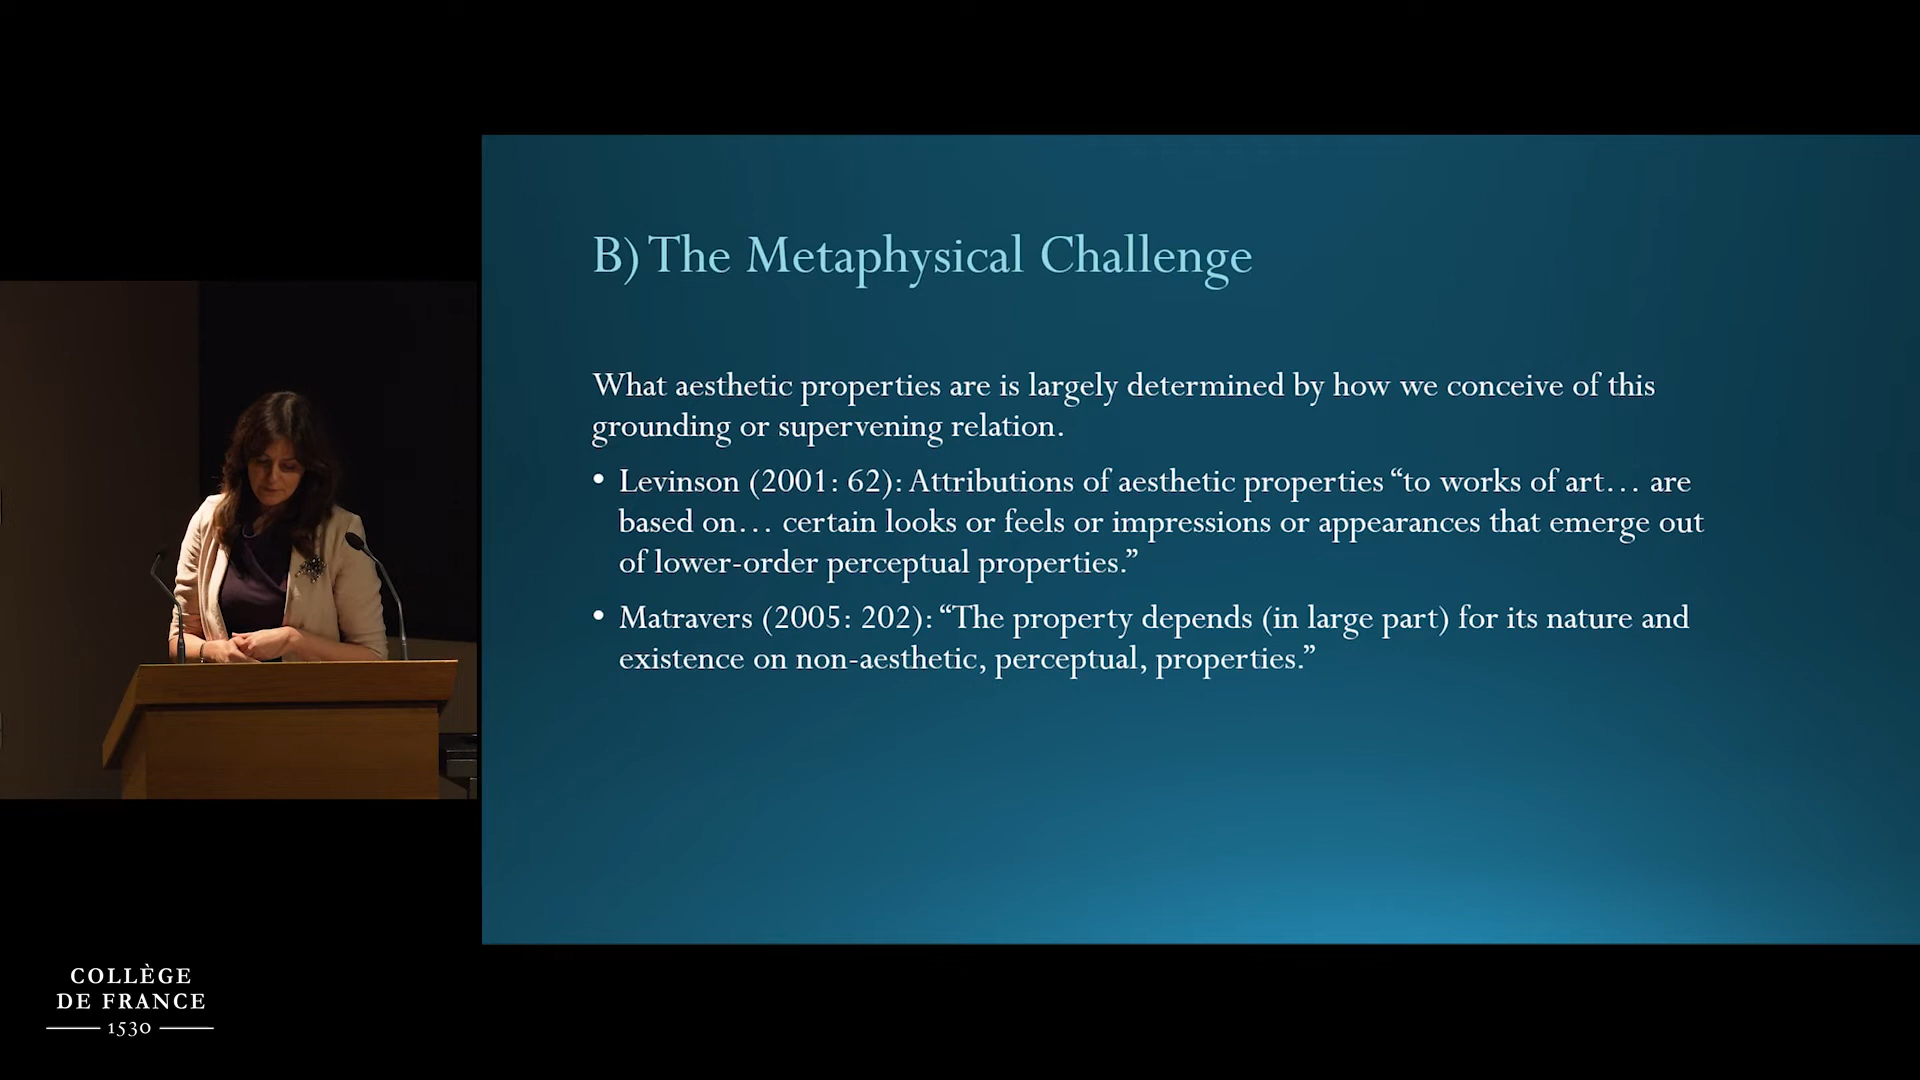 B) The Metaphysical Challenge
What aesthetic properties are is largely determined by how we conceive of this
grounding or supervening relation.
• Levinson (2001: 62): Attributions of aesthetic properties “to works of art… are
based on… certain looks or feels or impressions or appearances that emerge out
of lower-order perceptual properties.”
• Matravers (2005: 202): “The property depends (in large part) for its nature and
existence on non-aesthetic, perceptual, properties.”
COLLÈGE
DE FRANCE
1530